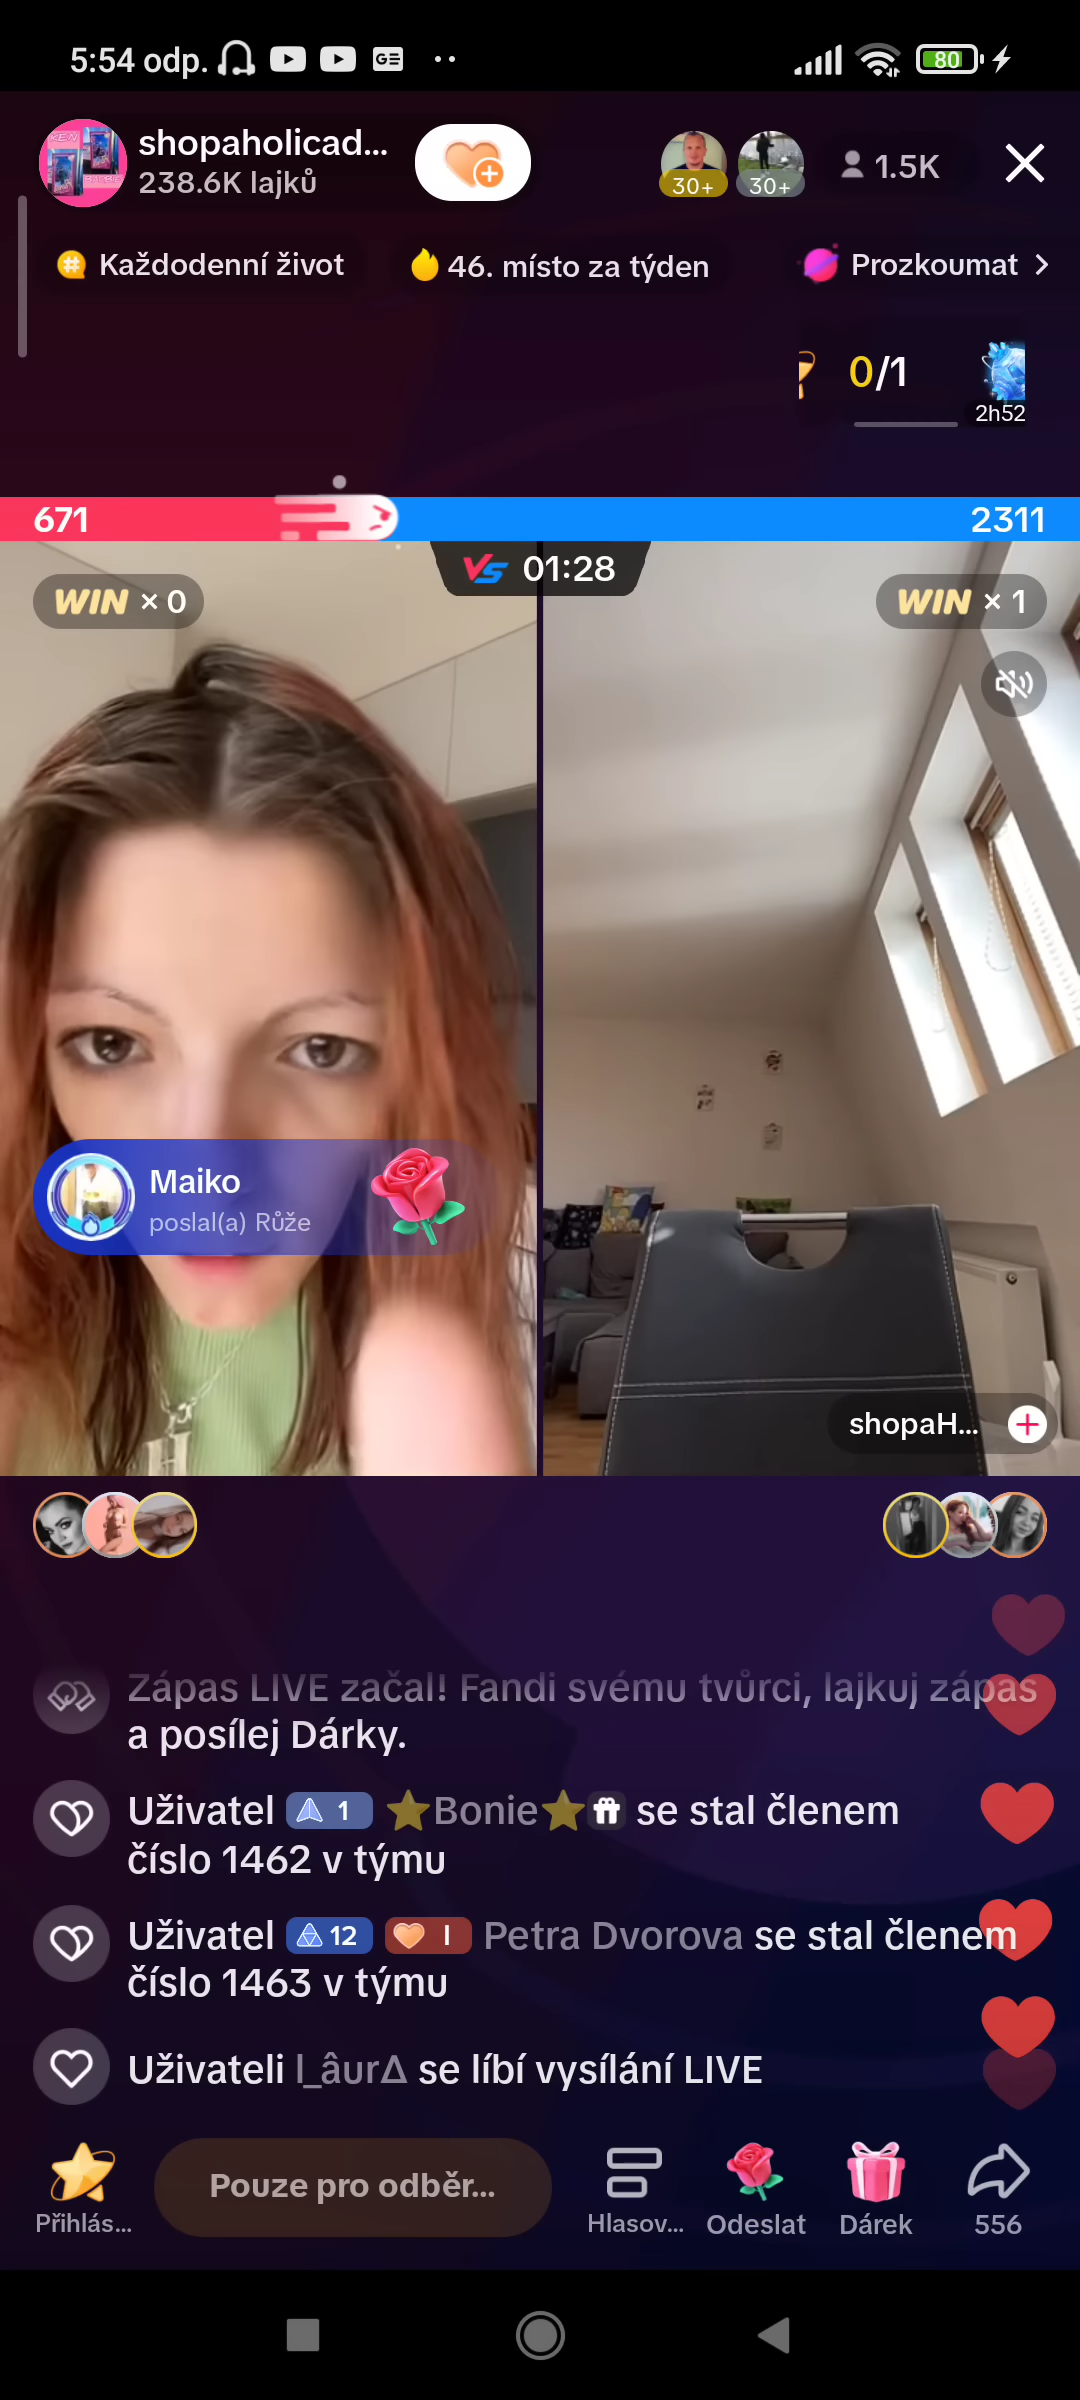 5:54 odp.
80
shopaholicad...
238.6K lajků
30+
30+
1.5K
Každodenní život
46. místo za týden
Prozkoumat
0/1
2h52
671
2311
VS 01:28
WIN × 0
WIN × 1
Maiko
poslal(a) Růže
shopaH...
Zápas LIVE začal! Fandi svému tvůrci, lajkuj zápas
a posílej Dárky.
Uživatel 1 ⭐Bonie⭐ se stal členem
číslo 1462 v týmu
Uživatel 12 I Petra Dvorova se stal členem
číslo 1463 v týmu
Uživateli l_âurΔ se líbí vysílání LIVE
Přihlás...
Pouze pro odběr...
Hlasov...
Odeslat
Dárek
556